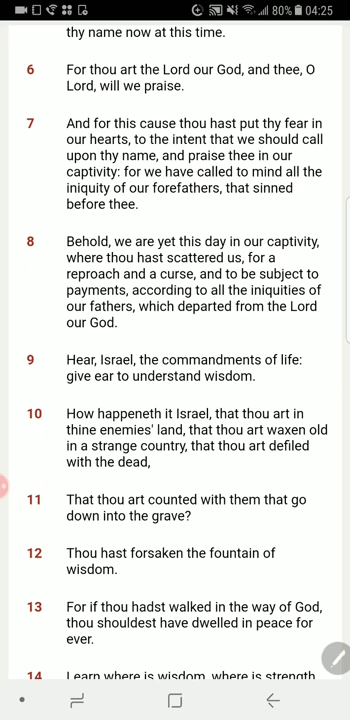 80% 04:25
thy name now at this time.
6 For thou art the Lord our God, and thee, O
Lord, will we praise.
7 And for this cause thou hast put thy fear in
our hearts, to the intent that we should call
upon thy name, and praise thee in our
captivity: for we have called to mind all the
iniquity of our forefathers, that sinned
before thee.
8 Behold, we are yet this day in our captivity,
where thou hast scattered us, for a
reproach and a curse, and to be subject to
payments, according to all the iniquities of
our fathers, which departed from the Lord
our God.
9 Hear, Israel, the commandments of life:
give ear to understand wisdom.
10 How happeneth it Israel, that thou art in
thine enemies' land, that thou art waxen old
in a strange country, that thou art defiled
with the dead,
11 That thou art counted with them that go
down into the grave?
12 Thou hast forsaken the fountain of
wisdom.
13 For if thou hadst walked in the way of God,
thou shouldest have dwelled in peace for
ever.
14 Learn where is wisdom, where is strength